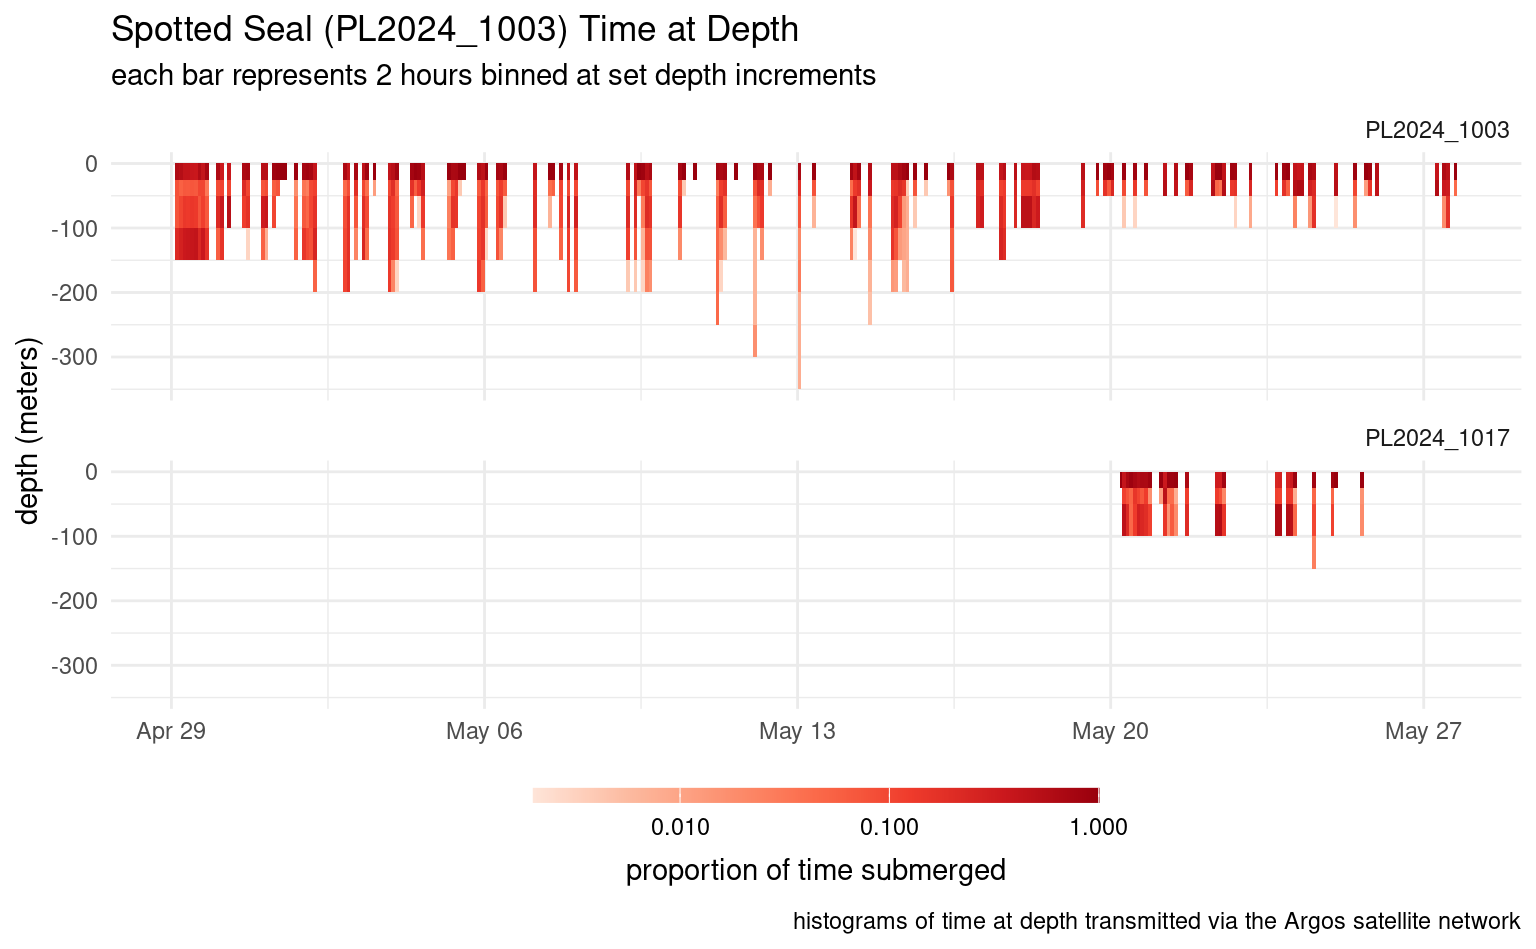 Spotted Seal (PL2024_1003) Time at Depth
each bar represents 2 hours binned at set depth increments
PL2024_1003
0
-100
-200
-300
depth (meters)
PL2024_1017
0
-100
-200
-300
Apr 29 May 06 May 13 May 20 May 27
0.010 0.100 1.000
proportion of time submerged
histograms of time at depth transmitted via the Argos satellite network